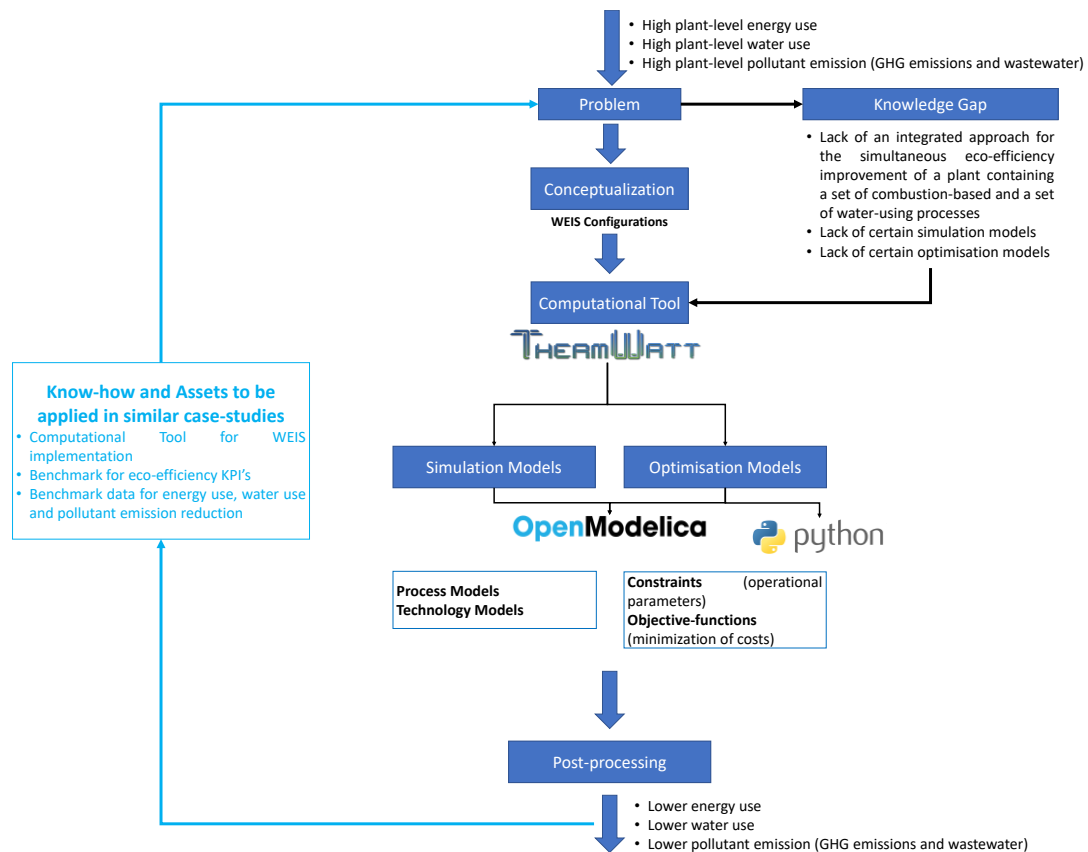 • High plant-level energy use
• High plant-level water use
• High plant-level pollutant emission (GHG emissions and wastewater)
Problem
Knowledge Gap
• Lack of an integrated approach for
the simultaneous eco-efficiency
improvement of a plant containing
a set of combustion-based and a set
of water-using processes
• Lack of certain simulation models
• Lack of certain optimisation models
Conceptualization
WEIS Configurations
Computational Tool
THERMWATT
Know-how and Assets to be
applied in similar case-studies
• Computational Tool for WEIS
implementation
• Benchmark for eco-efficiency KPI's
• Benchmark data for energy use, water use
and pollutant emission reduction
Simulation Models
Optimisation Models
OpenModelica
python
Process Models
Technology Models
Constraints (operational
parameters)
Objective-functions
(minimization of costs)
Post-processing
• Lower energy use
• Lower water use
• Lower pollutant emission (GHG emissions and wastewater)